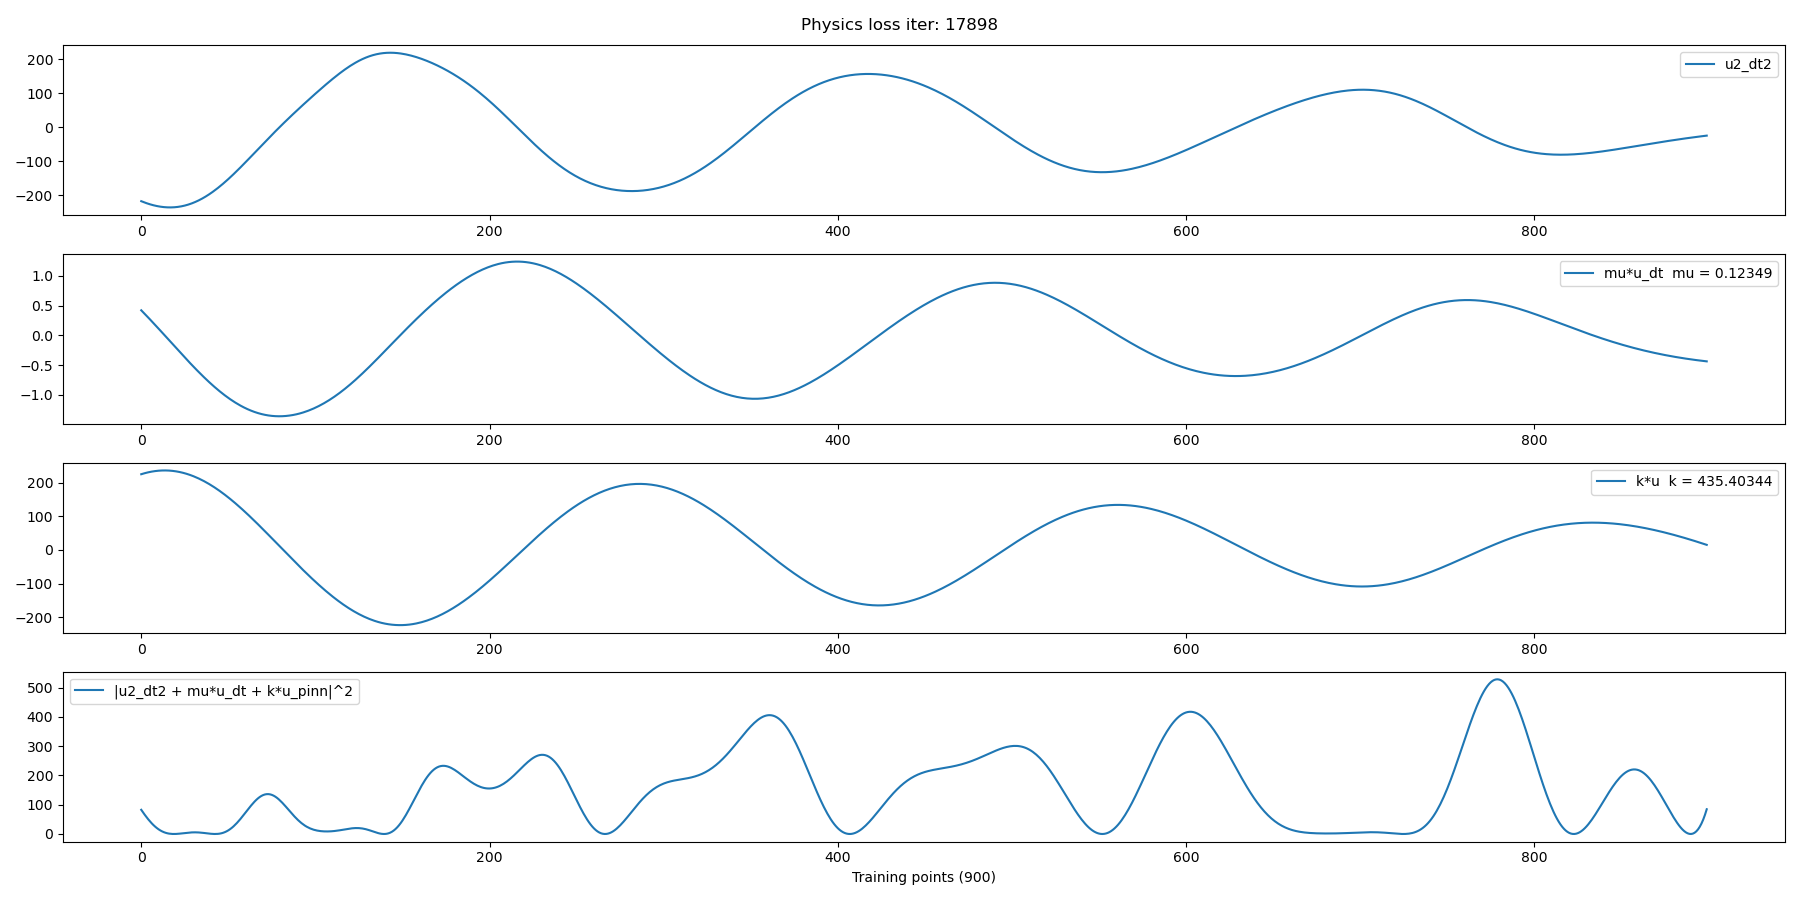 Physics loss iter: 17898
200
100
0
−100
−200
u2_dt2
0 200 400 600 800
1.0
0.5
0.0
−0.5
−1.0
mu*u_dt mu = 0.12349
0 200 400 600 800
200
100
0
−100
−200
k*u k = 435.40344
0 200 400 600 800
500
400
300
200
100
0
|u2_dt2 + mu*u_dt + k*u_pinn|^2
0 200 400 600 800
Training points (900)